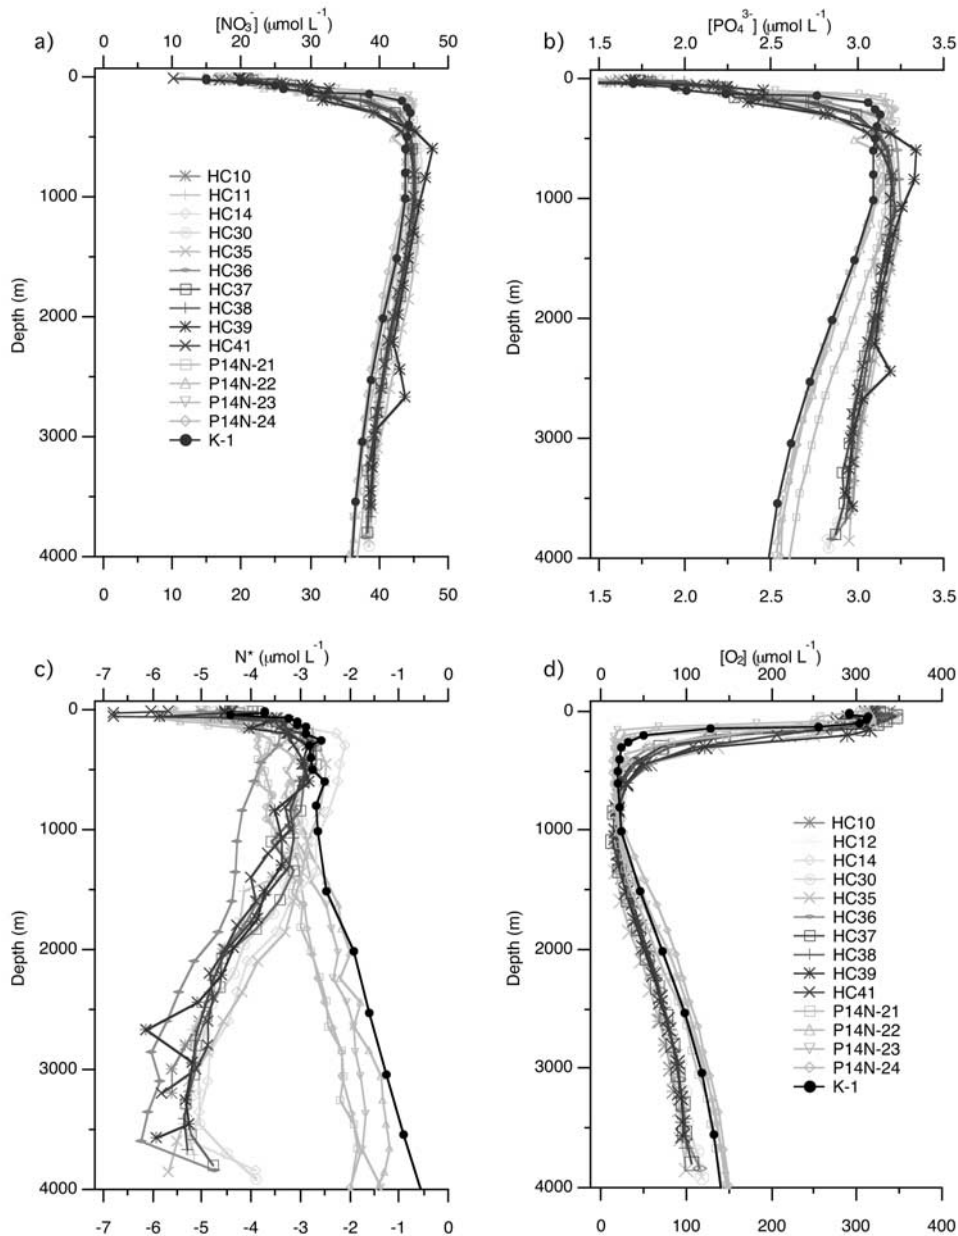 a)
[NO3-] (μmol L-1)
0 10 20 30 40 50
0
1000
2000
3000
4000
Depth (m)
HC10
HC11
HC14
HC30
HC35
HC36
HC37
HC38
HC39
HC41
P14N-21
P14N-22
P14N-23
P14N-24
K-1
0 10 20 30 40 50
b)
[PO43-] (μmol L-1)
1.5 2.0 2.5 3.0 3.5
0
1000
2000
3000
4000
Depth (m)
1.5 2.0 2.5 3.0 3.5
c)
N* (μmol L-1)
-7 -6 -5 -4 -3 -2 -1 0
0
1000
2000
3000
4000
Depth (m)
-7 -6 -5 -4 -3 -2 -1 0
d)
[O2] μmol L-1)
0 100 200 300 400
0
1000
2000
3000
4000
Depth (m)
HC10
HC12
HC14
HC30
HC35
HC36
HC37
HC38
HC39
HC41
P14N-21
P14N-22
P14N-23
P14N-24
K-1
0 100 200 300 400